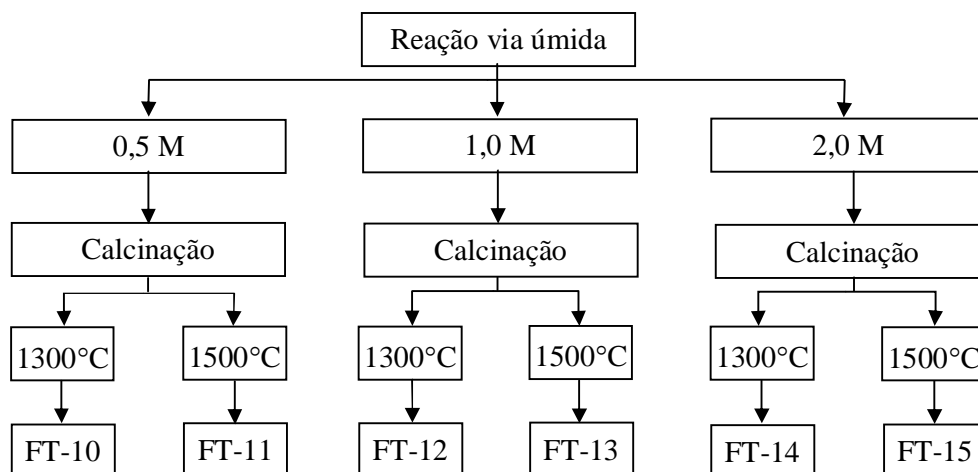 Reação via úmida
0,5 M
1,0 M
2,0 M
Calcinação
Calcinação
Calcinação
1300°C
1500°C
1300°C
1500°C
1300°C
1500°C
FT-10
FT-11
FT-12
FT-13
FT-14
FT-15